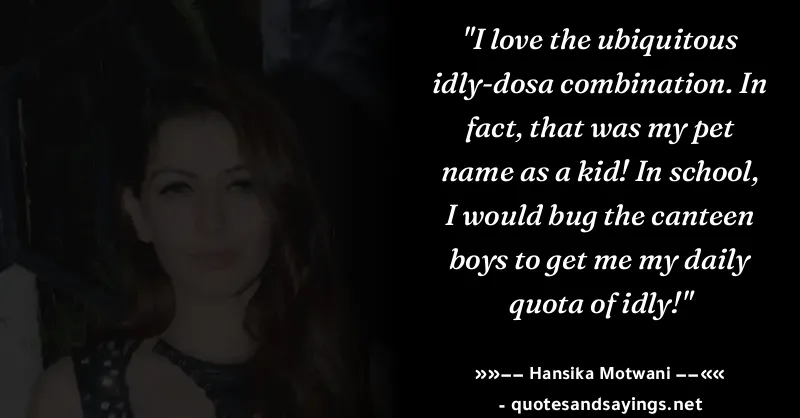 "I love the ubiquitous
idly-dosa combination. In
fact, that was my pet
name as a kid! In school,
I would bug the canteen
boys to get me my daily
quota of idly!"
»»−− Hansika Motwani −−««
- quotesandsayings.net